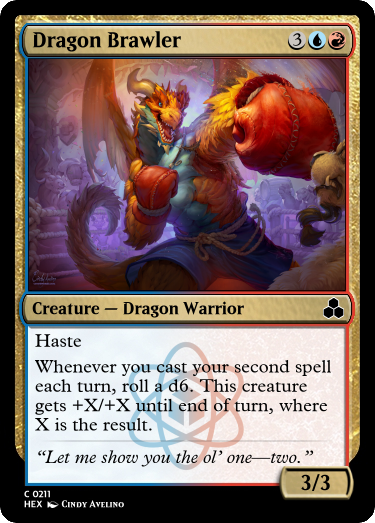 Dragon Brawler 3
Creature — Dragon Warrior
Haste
Whenever you cast your second spell
each turn, roll a d6. This creature
gets +X/+X until end of turn, where
X is the result.
“Let me show you the ol’ one—two.”
3/3
C 0211
HEX Cindy Avelino